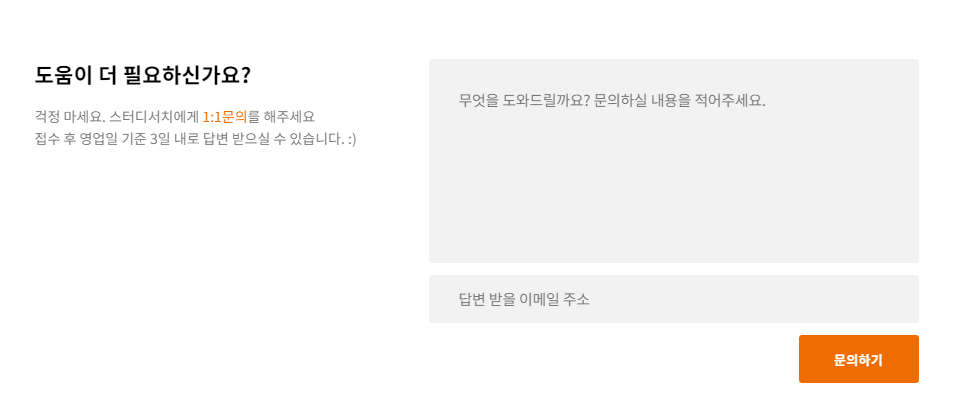 도움이 더 필요하신가요?
걱정 마세요. 스터디서치에게 1:1문의를 해주세요
접수 후 영업일 기준 3일 내로 답변 받으실 수 있습니다. :)
무엇을 도와드릴까요? 문의하실 내용을 적어주세요.
답변 받을 이메일 주소
문의하기